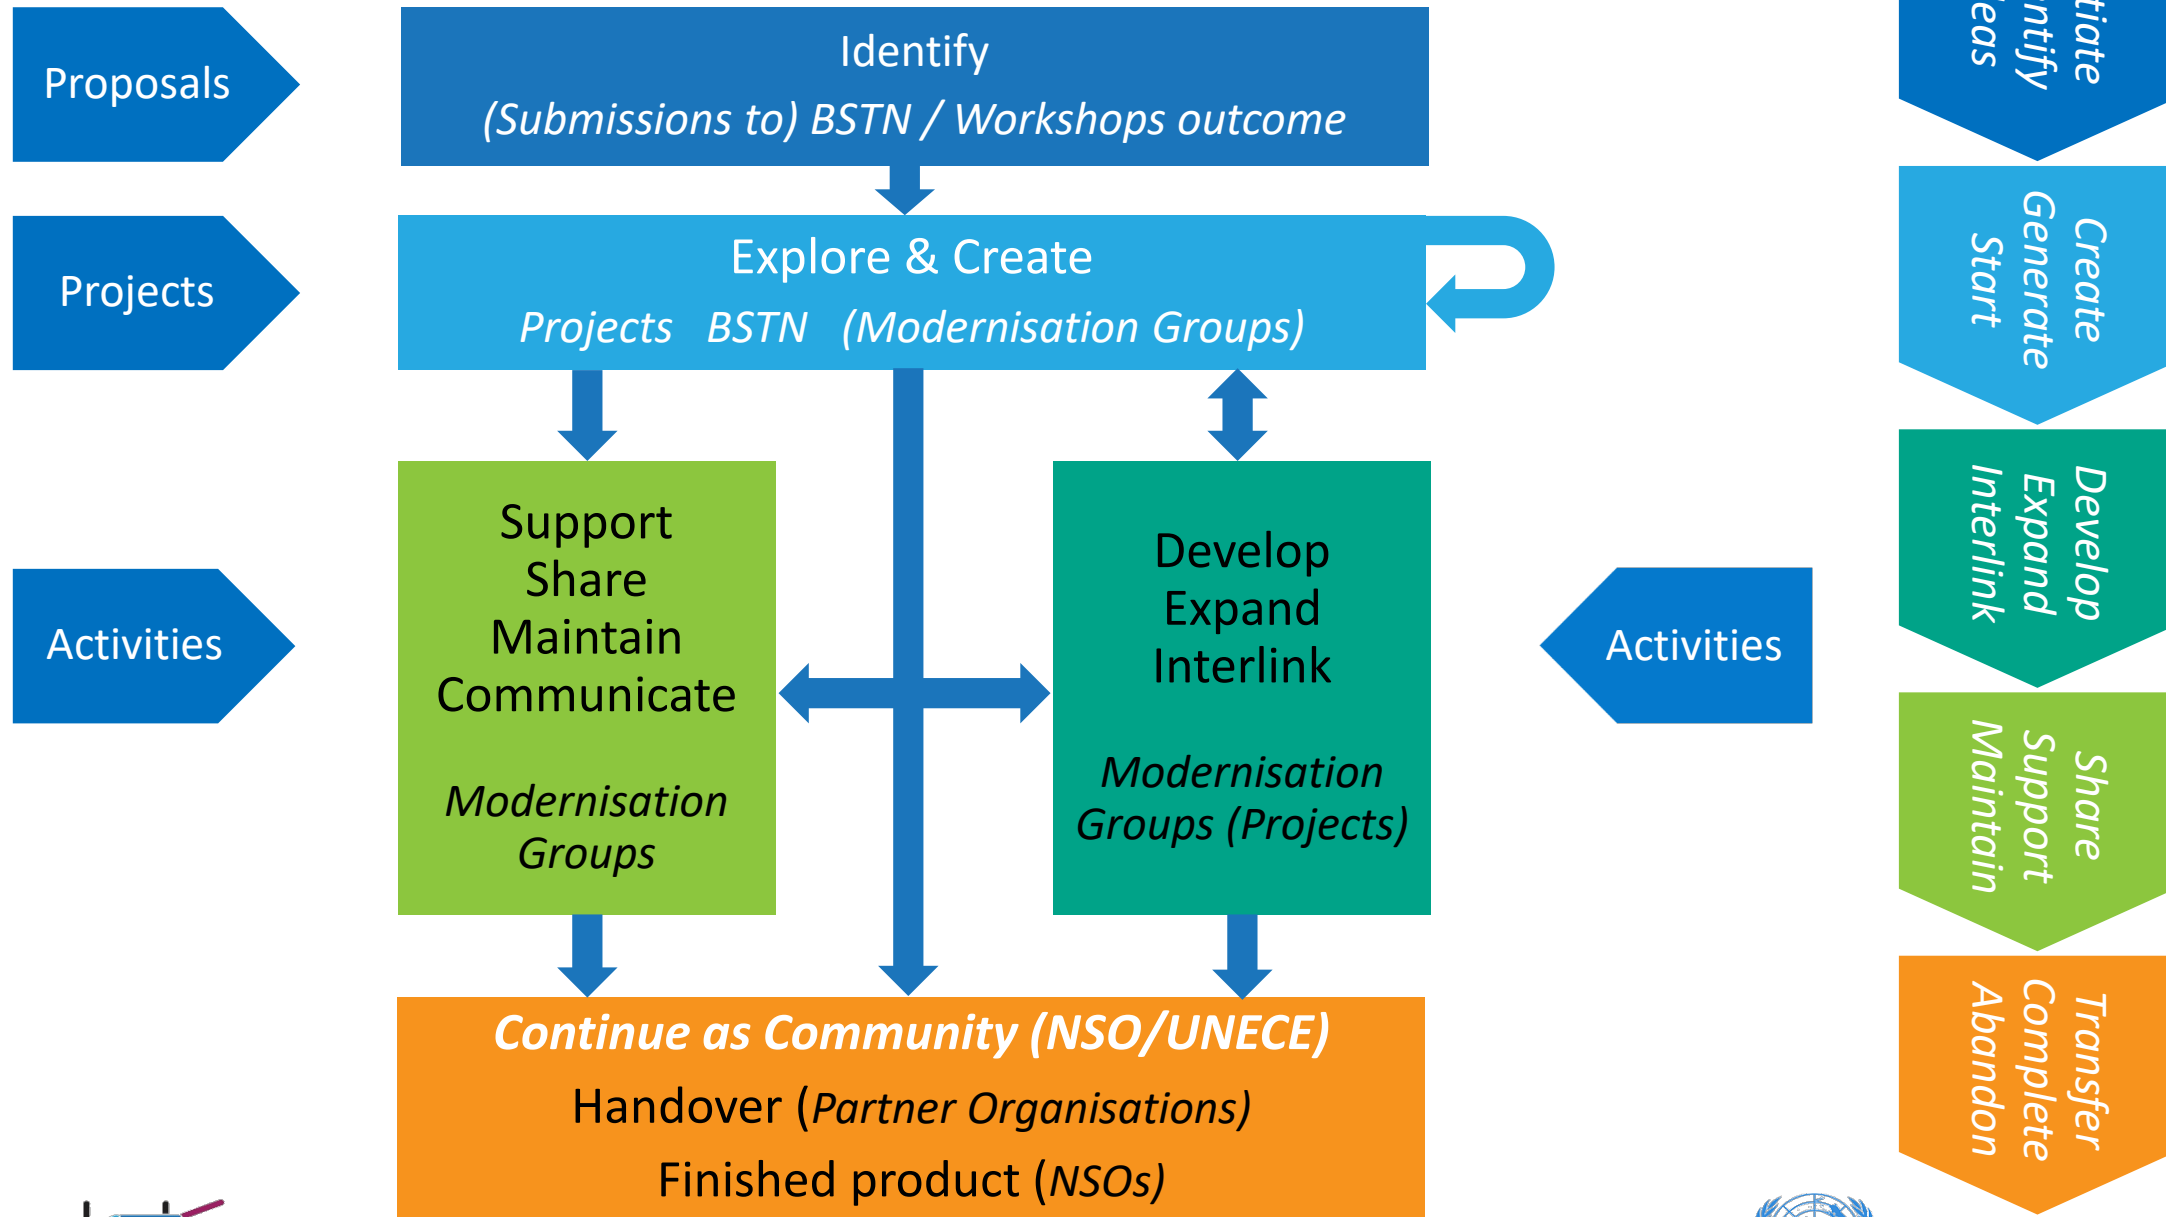 Proposals
Identify
(Submissions to) BSTN / Workshops outcome
Projects
Explore & Create
Projects BSTN (Modernisation Groups)
Activities
Support
Share
Maintain
Communicate
Modernisation
Groups
Develop
Expand
Interlink
Modernisation
Groups (Projects)
Activities
Continue as Community (NSO/UNECE)
Handover (Partner Organisations)
Finished product (NSOs)
Create
Generate
Start
Develop
Expand
Interlink
Share
Support
Maintain
Transfer
Complete
Abandon